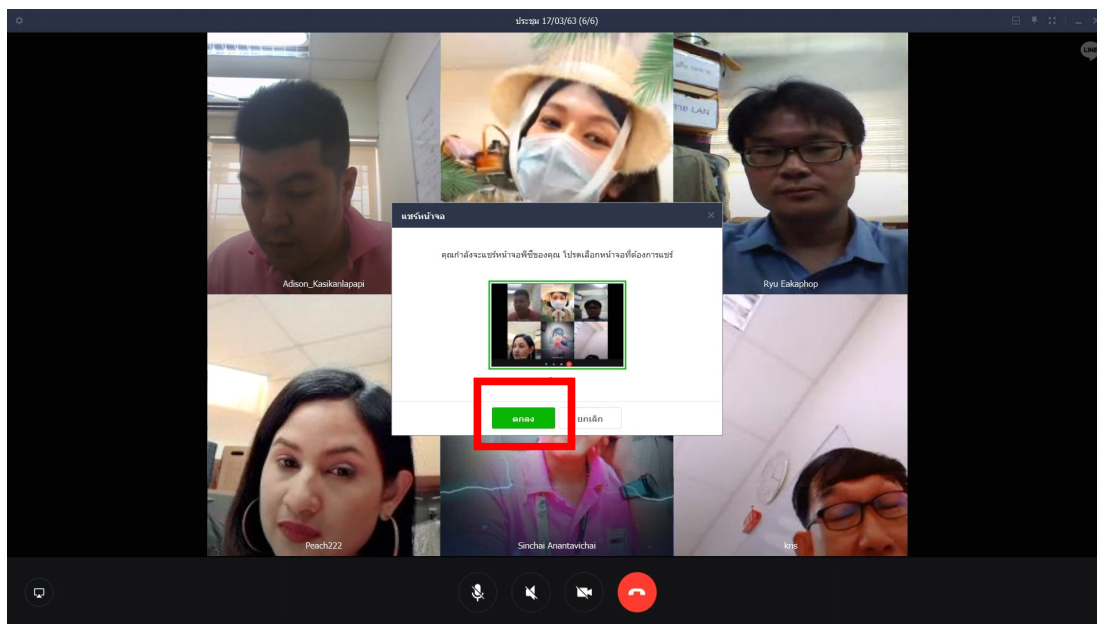 ประชุม 17/03/63 (6/6)
LINE
สาย LAN
Adison_Kasikanlapapi
Ryu Eakaphop
แชร์หน้าจอ
คุณกำลังจะแชร์หน้าจอพีซีของคุณ โปรดเลือกหน้าจอที่ต้องการแชร์
ตกลง
ยกเลิก
Peach222
Sinchai Anantavichai
kris